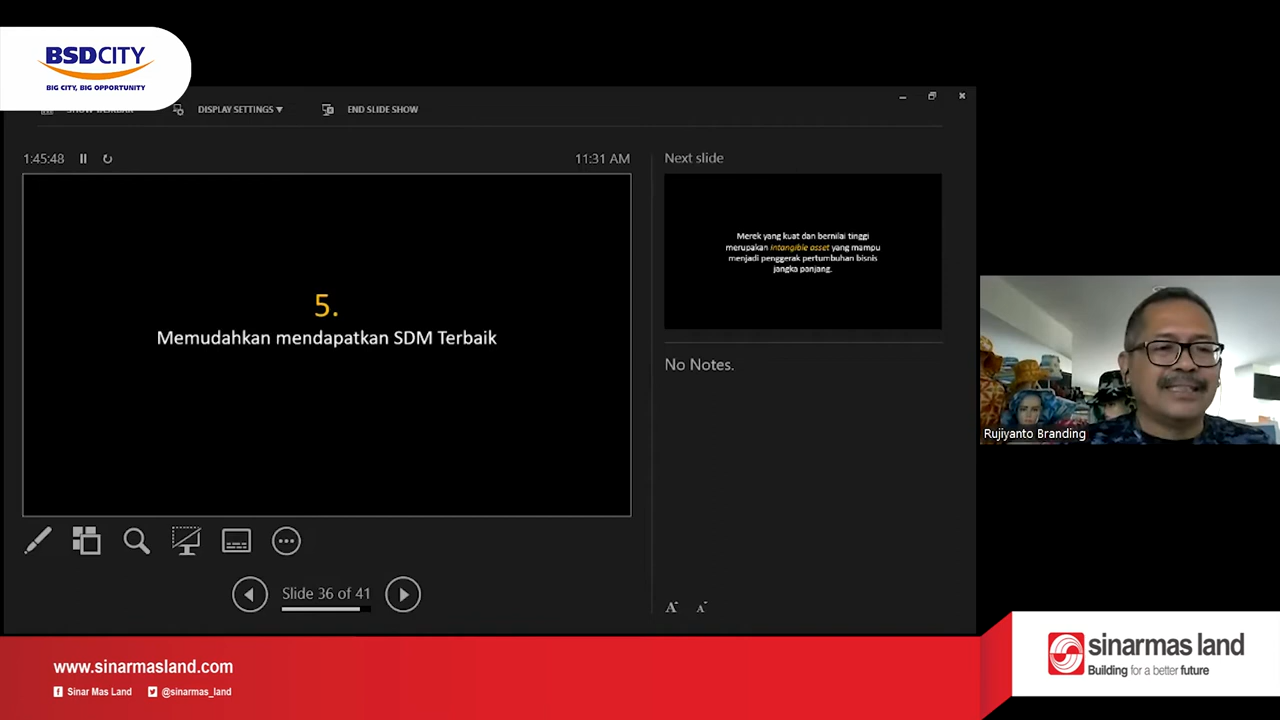 BSDCITY
BIG CITY, BIG OPPORTUNITY
DISPLAY SETTINGS ▼
END SLIDE SHOW
1:45:48
11:31 AM
Next slide
5.
Memudahkan mendapatkan SDM Terbaik
Merek yang kuat dan bernilai tinggi
merupakan intangible asset yang mampu
menjadi penggerak pertumbuhan bisnis
jangka panjang.
No Notes.
Rujiyanto Branding
Slide 36 of 41
A A
www.sinarmasland.com
Sinar Mas Land @sinarmas_land
sinarmas land
Building for a better future